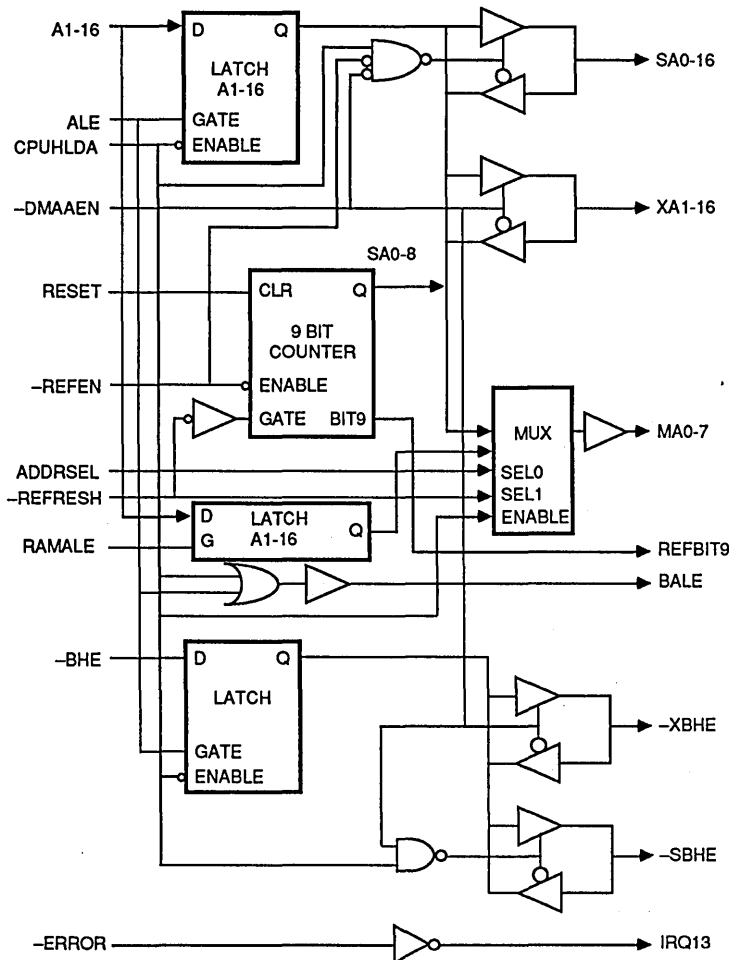 A1-16
D Q
LATCH
A1-16
GATE
ENABLE
ALE
CPUHLDA
–DMAAEN
SA0-16
XA1-16
SA0-8
RESET
CLR Q
9 BIT
COUNTER
–REFEN
ENABLE
GATE BIT9
MUX
SEL0
SEL1
ENABLE
MA0-7
ADDRSEL
–REFRESH
D LATCH
A1-16 Q
G
RAMALE
REFBIT9
BALE
–BHE
D Q
LATCH
GATE
ENABLE
–XBHE
–SBHE
–ERROR
IRQ13